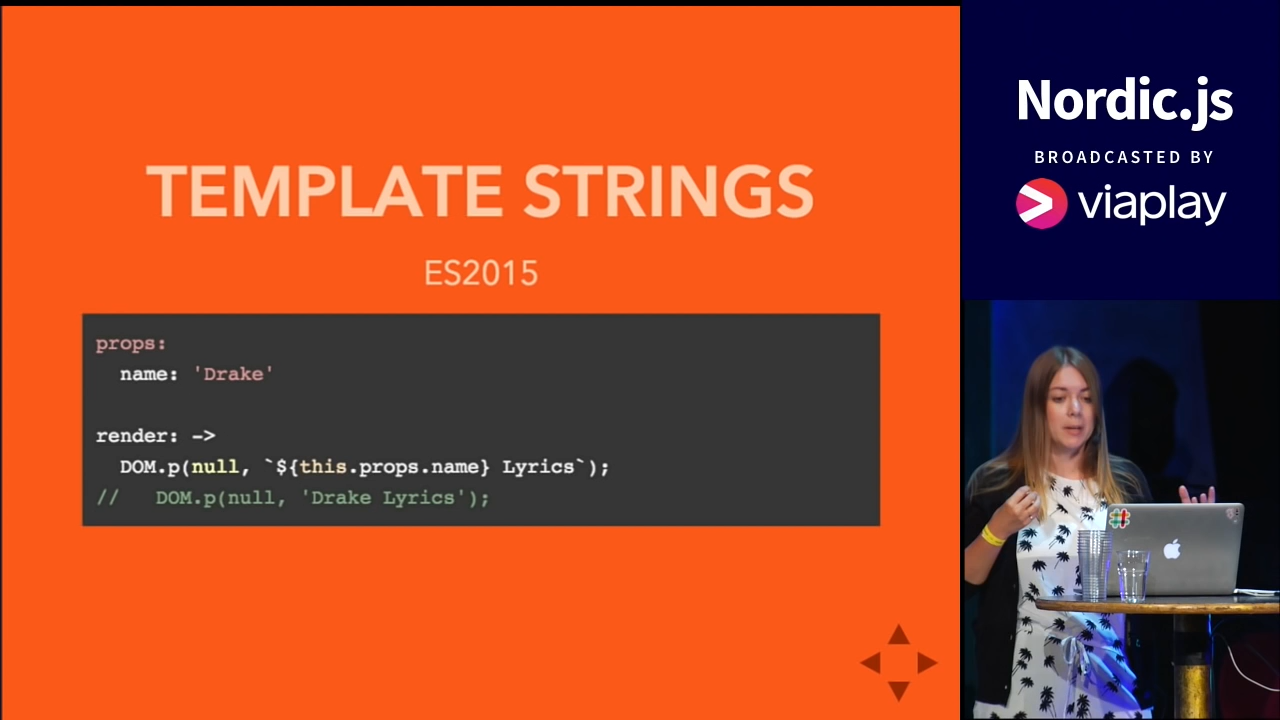 TEMPLATE STRINGS
ES2015
props:
  name: 'Drake'
render: ->
  DOM.p(null, `${this.props.name} Lyrics`);
//   DOM.p(null, 'Drake Lyrics');
Nordic.js
BROADCASTED BY
viaplay